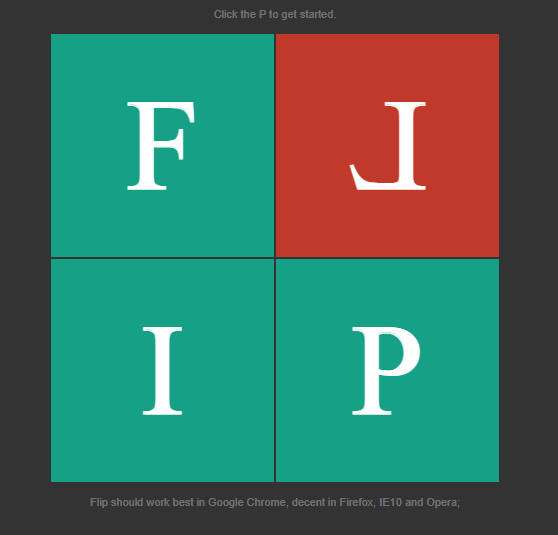 Click the P to get started.
F L
I P
Flip should work best in Google Chrome, decent in Firefox, IE10 and Opera;